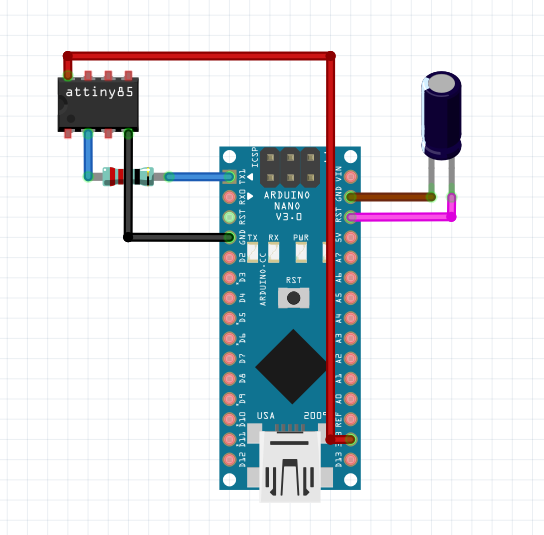 attiny85
ICSP
TX1
RX0
RST
GND
D2
D3
D4
D5
D6
D7
D8
D9
D10
D11
D12
ARDUINO
NANO
V3.0
TX
RX
PWR
RST
ARDUINO.CC
USA
200
VIN
GND
RST
5V
A7
A6
A5
A4
A3
A2
A1
A0
REF
D13